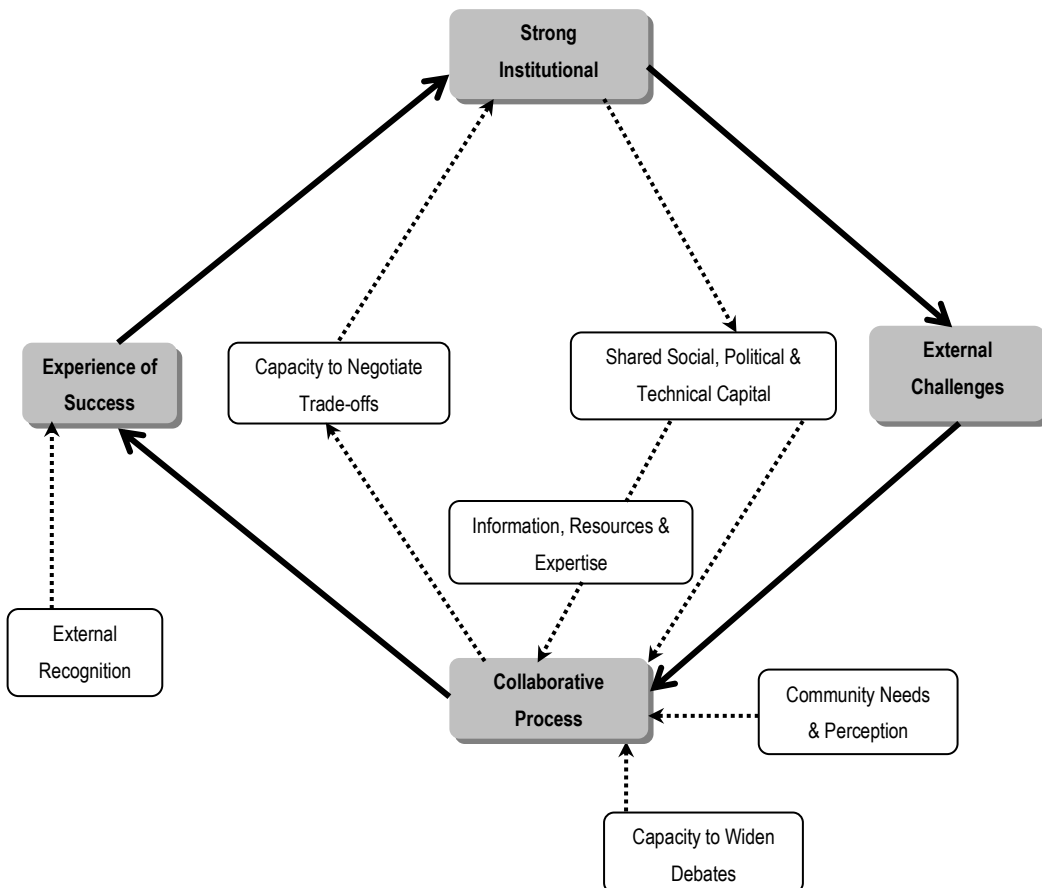 Strong
Institutional
Experience of
Success
Capacity to Negotiate
Trade-offs
Shared Social, Political &
Technical Capital
External
Challenges
Information, Resources &
Expertise
External
Recognition
Collaborative
Process
Community Needs
& Perception
Capacity to Widen
Debates